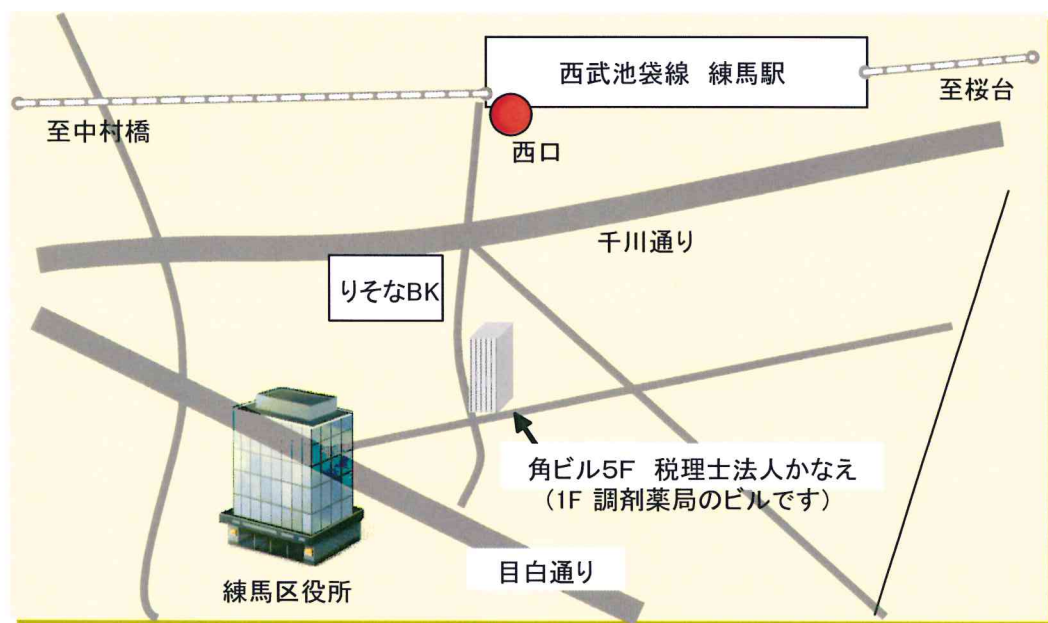 西武池袋線 練馬駅
至桜台
至中村橋
西口
千川通り
りそなBK
角ビル5F 税理士法人かなえ
(1F 調剤薬局のビルです)
目白通り
練馬区役所